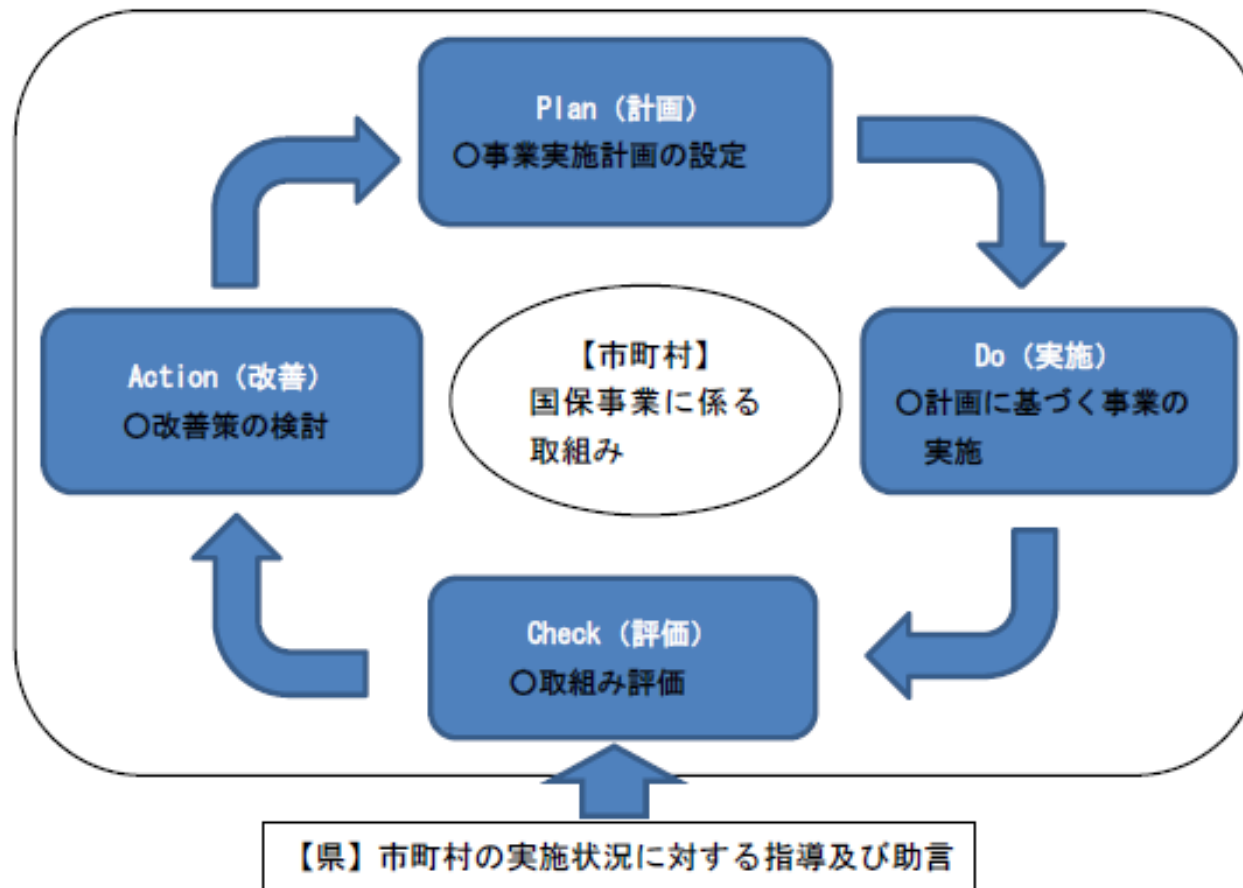 Plan（計画）
○事業実施計画の設定
Action（改善）
○改善策の検討
【市町村】
国保事業に係る
取組み
Do（実施）
○計画に基づく事業の
実施
Check（評価）
○取組み評価
【県】市町村の実施状況に対する指導及び助言